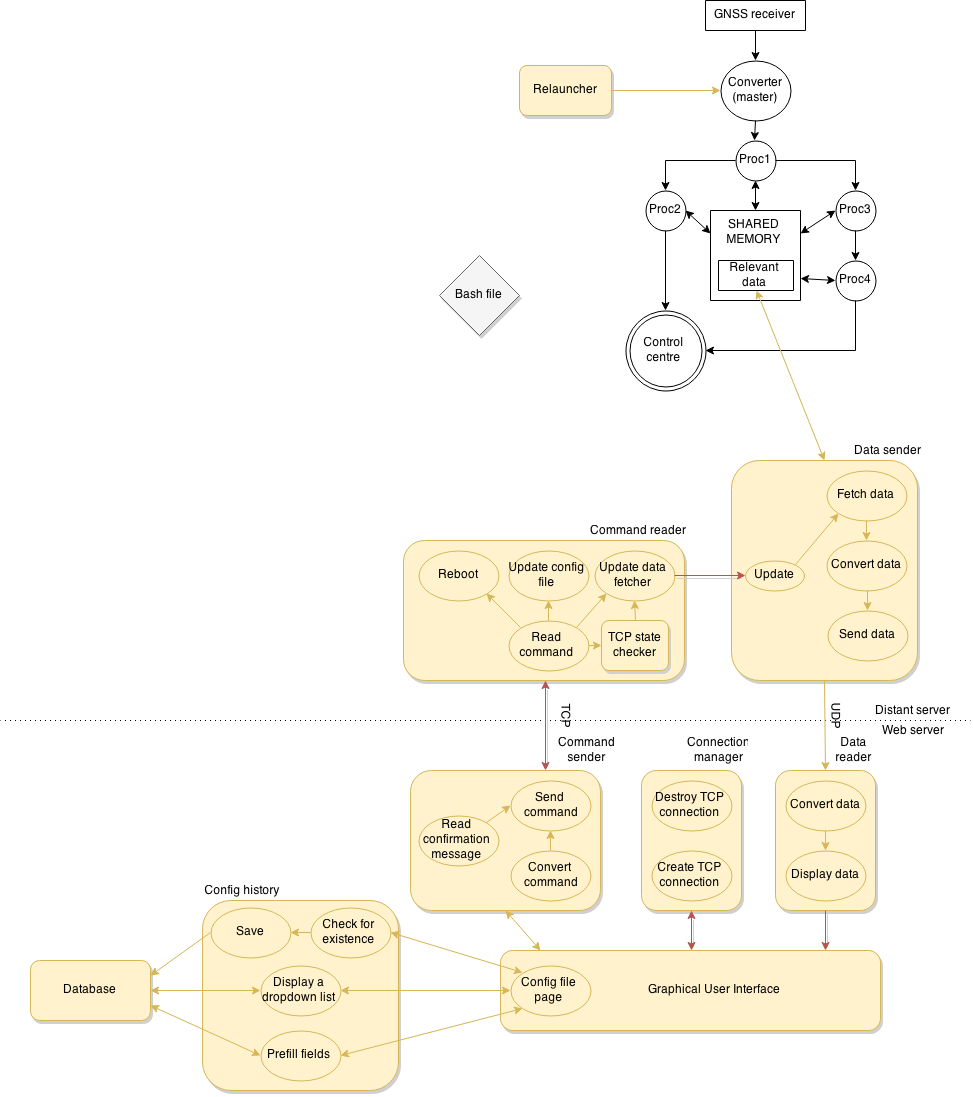 GNSS receiver
Relauncher
Converter
(master)
Proc1
Proc2
Proc3
SHARED
MEMORY
Relevant
data
Proc4
Bash file
Control
centre
Data sender
Fetch data
Command reader
Reboot
Update config
file
Update data
fetcher
Update
Convert data
Read
command
TCP state
checker
Send data
TCP
UDP
Distant server
Web server
Command
sender
Connection
manager
Data
reader
Send
command
Read
confirmation
message
Convert
command
Destroy TCP
connection
Create TCP
connection
Convert data
Display data
Config history
Save
Check for
existence
Database
Display a
dropdown list
Prefill fields
Config file
page
Graphical User Interface